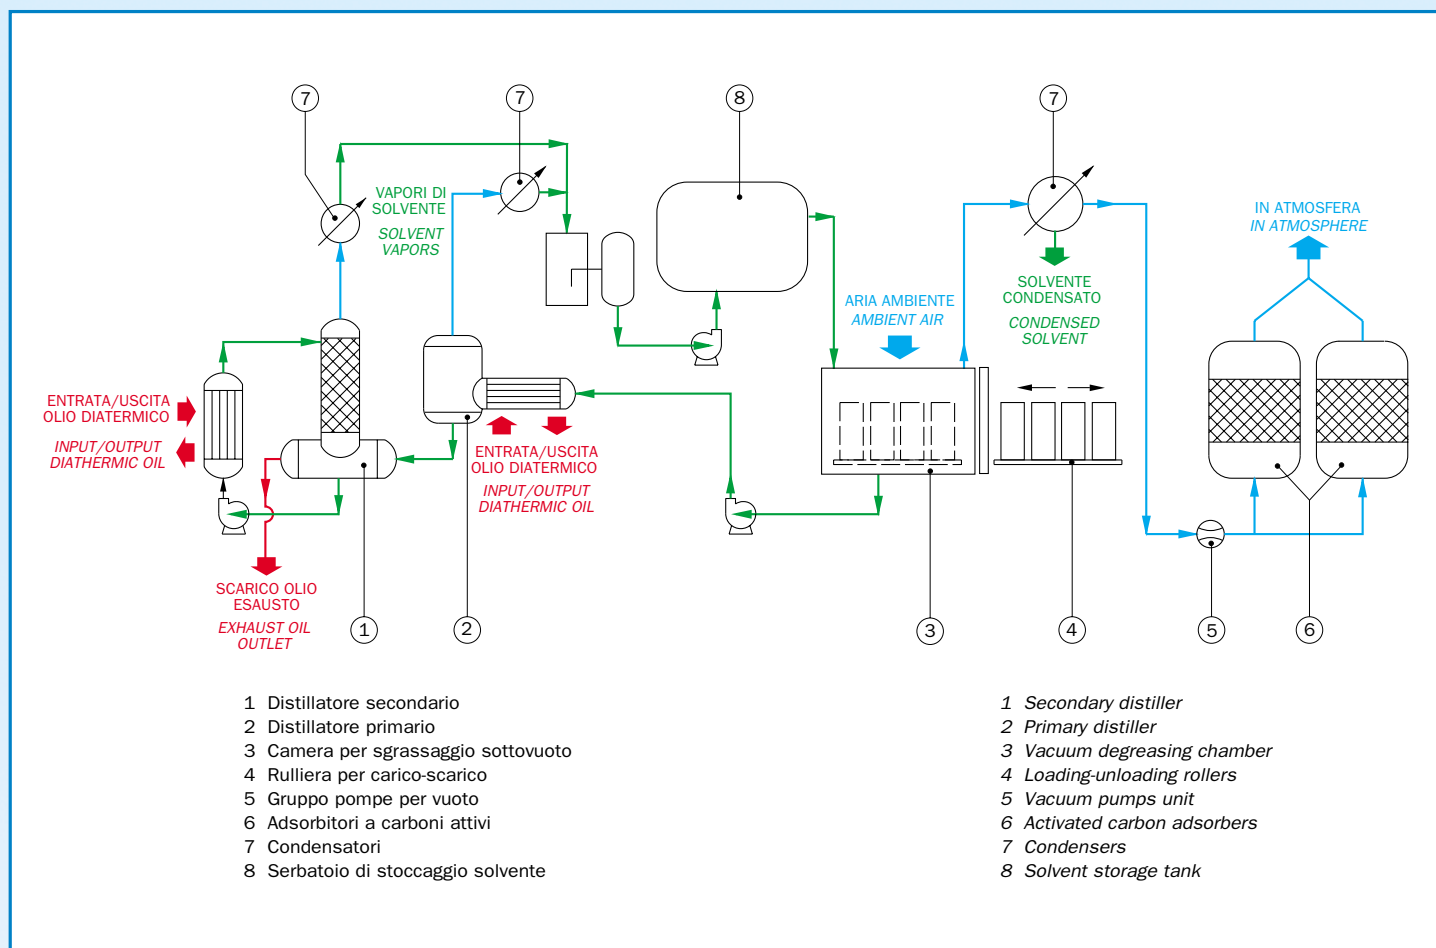 7
7
8
7
VAPORI DI
SOLVENTE
SOLVENT
VAPORS
IN ATMOSFERA
IN ATMOSPHERE
SOLVENTE
CONDENSATO
CONDENSED
SOLVENT
ARIA AMBIENTE
AMBIENT AIR
ENTRATA/USCITA
OLIO DIATERMICO
INPUT/OUTPUT
DIATHERMIC OIL
ENTRATA/USCITA
OLIO DIATERMICO
INPUT/OUTPUT
DIATHERMIC OIL
SCARICO OLIO
ESAUSTO
EXHAUST OIL
OUTLET
1
2
3
4
5
6
1 Distillatore secondario
2 Distillatore primario
3 Camera per sgrassaggio sottovuoto
4 Rulliera per carico-scarico
5 Gruppo pompe per vuoto
6 Adsorbitori a carboni attivi
7 Condensatori
8 Serbatoio di stoccaggio solvente
1 Secondary distiller
2 Primary distiller
3 Vacuum degreasing chamber
4 Loading-unloading rollers
5 Vacuum pumps unit
6 Activated carbon adsorbers
7 Condensers
8 Solvent storage tank